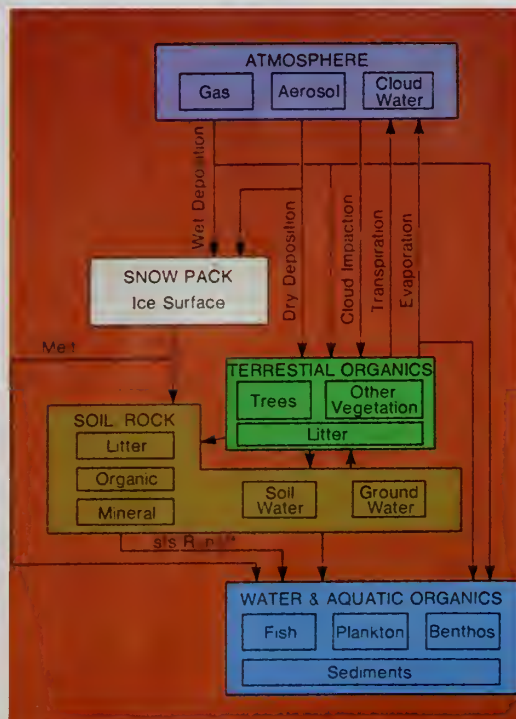 ATMOSPHERE
Gas
Aerosol
Cloud
Water
Wet Deposition
Dry Deposition
Cloud Impaction
Transpiration
Evaporation
SNOW PACK
Ice Surface
Melt
TERRESTIAL ORGANICS
Trees
Other
Vegetation
Litter
SOIL ROCK
Litter
Organic
Mineral
Soil
Water
Ground
Water
WATER & AQUATIC ORGANICS
Fish
Plankton
Benthos
Sediments